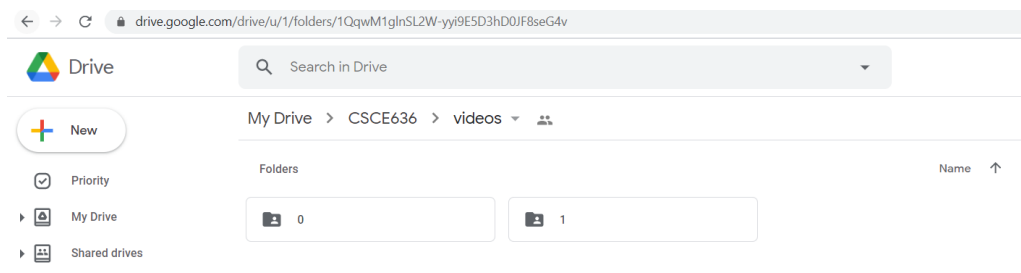 drive.google.com/drive/u/1/folders/1QqwM1glnSL2W-yyi9E5D3hD0JF8seG4v
Drive
Search in Drive
New
My Drive > CSCE636 > videos
Folders
Name
Priority
My Drive
Shared drives
0
1